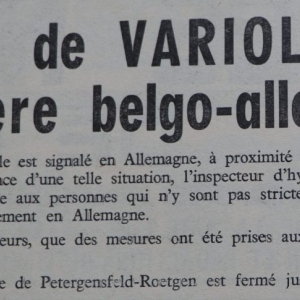 de VARIOL
ère belgo-alle
le est signalé en Allemagne, à proximité
nce d'une telle situation, l'inspecteur d'hy
e aux personnes qui n'y sont pas stricte
ement en Allemagne.
eurs, que des mesures ont été prises aux
e de Petergensfeld-Roetgen est fermé ju